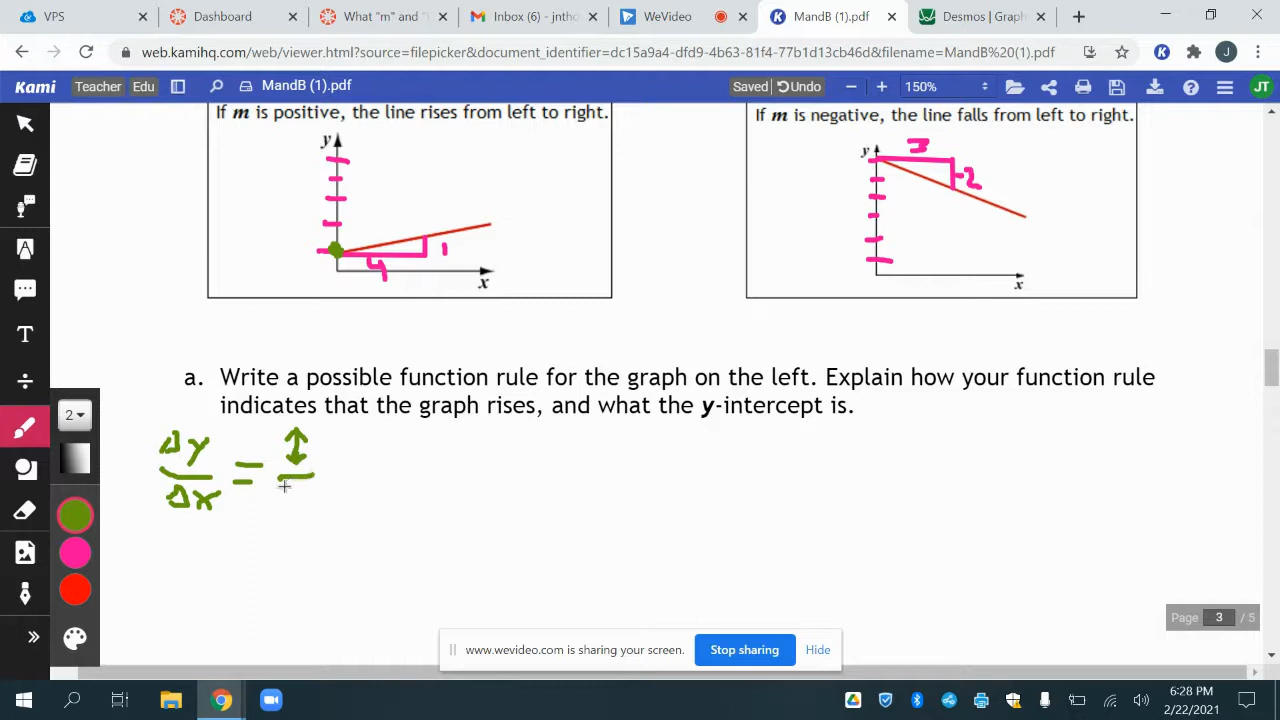 VPS
Dashboard
What "m" and "
Inbox (6) - jntho
WeVideo
MandB (1).pdf
Desmos | Graph
web.kamihq.com/web/viewer.html?source=filepicker&document_identifier=dc15a9a4-dfd9-4b63-81f4-77b1d13cb46d&filename=MandB%20(1).pdf
J
Kami
Teacher
Edu
MandB (1).pdf
Saved
Undo
150%
JT
If m is positive, the line rises from left to right.
If m is negative, the line falls from left to right.
y
4
1
x
y
3
-2
x
a. Write a possible function rule for the graph on the left. Explain how your function rule
indicates that the graph rises, and what the y-intercept is.
Δy
Δx
=
2
Page 3 / 5
www.wevideo.com is sharing your screen.
Stop sharing
Hide
6:28 PM
2/22/2021